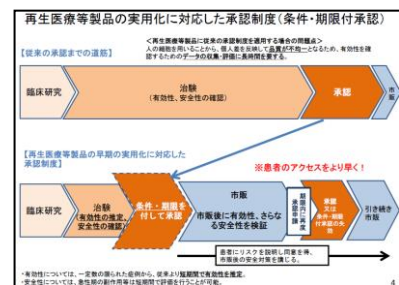 再生医療等製品の実用化に対応した承認制度(条件・期限付承認)
<再生医療等製品に従来の承認制度を適用する場合の問題点>
人の細胞を用いることから、個人差を反映して品質が不均一となるため、有効性を確認するためのデータの収集・評価に長時間を要する。
【従来の承認までの道筋】
臨床研究
治験
(有効性、安全性の確認)
承認
市販
【再生医療等製品の早期の実用化に対応した
承認制度】
※患者のアクセスをより早く!
臨床研究
治験
(有効性の推定、
安全性の確認)
条件・期限を
付して承認
市販
市販後に有効性、さらなる安全性を検証
期限内に再度
承認申請
承認
又は
条件・期限
付承認の失効
引き続き
市販
患者にリスクを説明し同意を得、
市販後の安全対策を講じる。
・有効性については、一定数の限られた症例から、従来より短期間で有効性を推定。
・安全性については、急性期の副作用等は短期間で評価を行うことが可能。
4